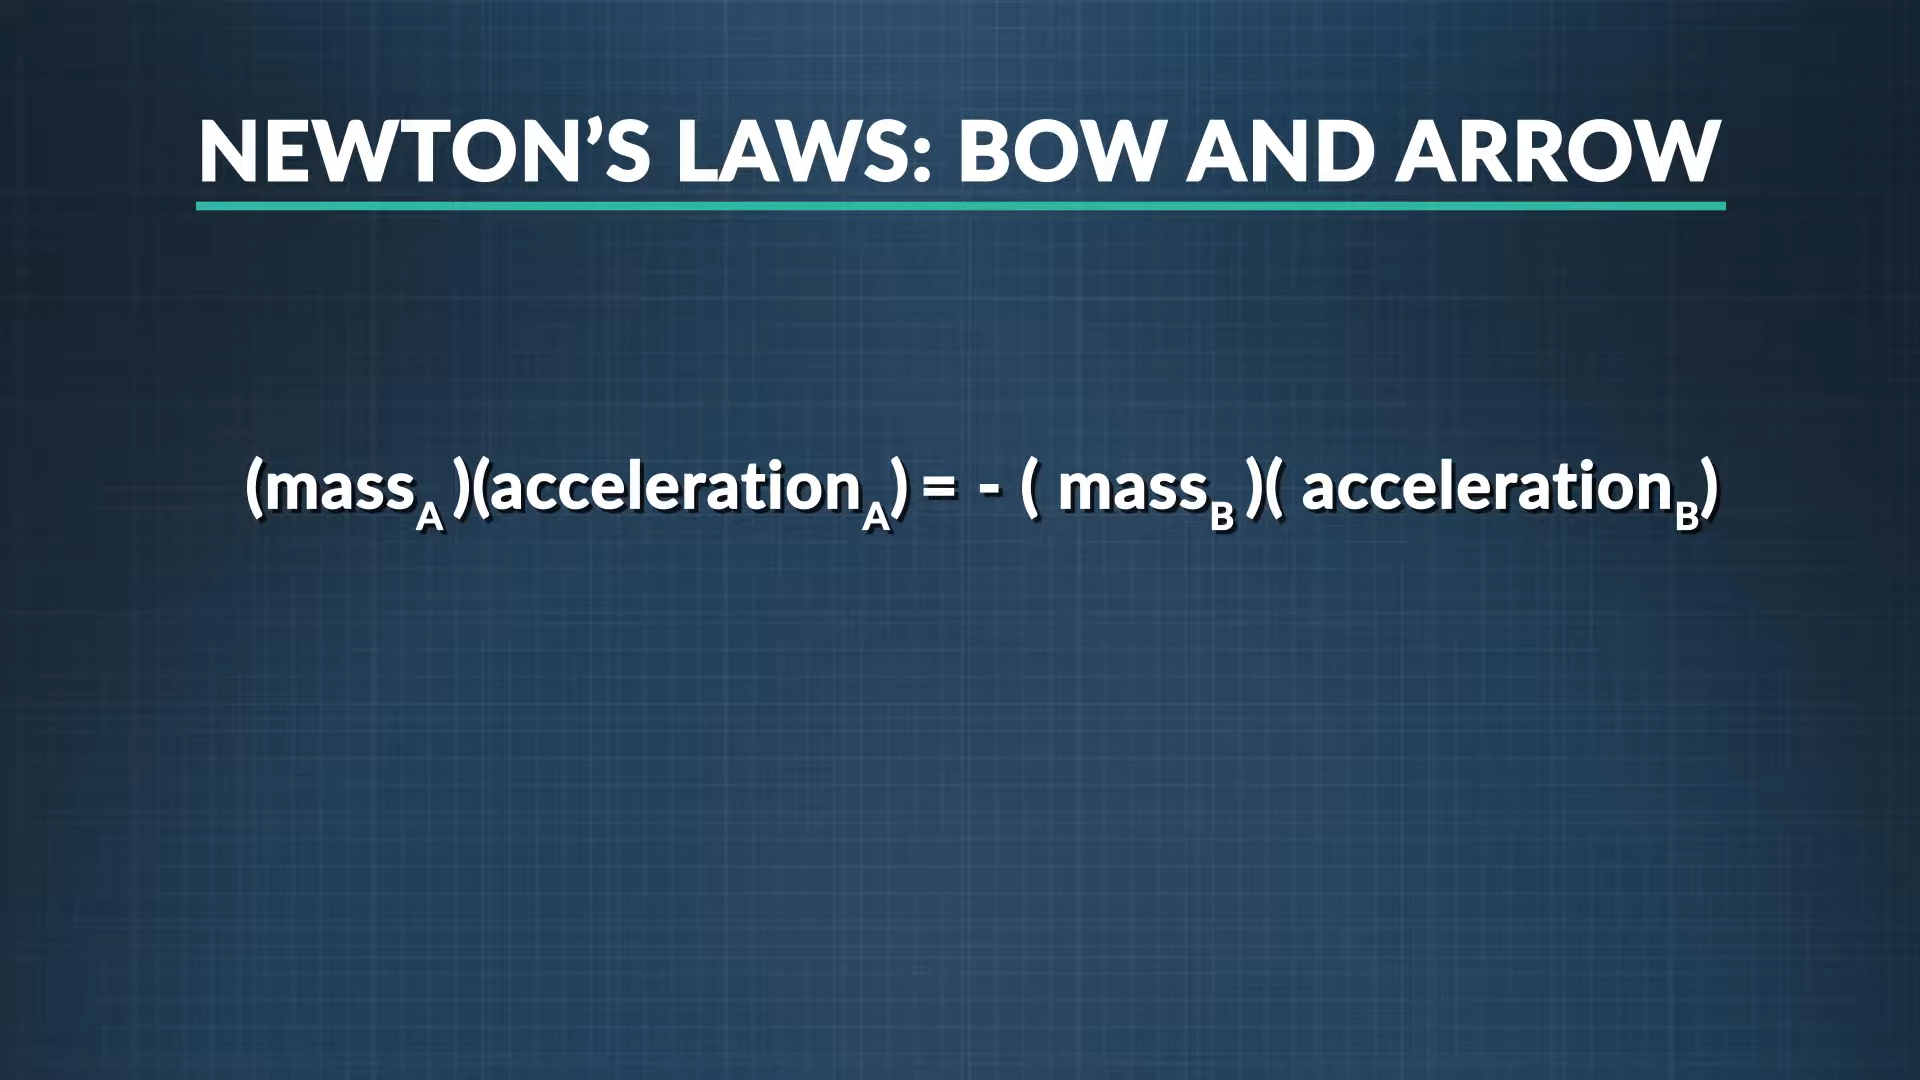 NEWTON’S LAWS: BOW AND ARROW
(massA )(accelerationA) = - ( massB )( accelerationB)